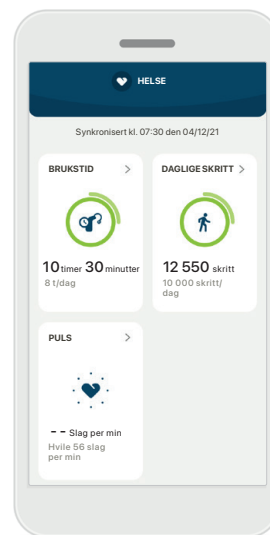 HELSE
Synkronisert kl. 07:30 den 04/12/21
BRUKSTID >
10 timer 30 minutter
8 t/dag
DAGLIGE SKRITT >
12 550 skritt
10 000 skritt/
dag
PULS >
-- Slag per min
Hvile 56 slag
per min